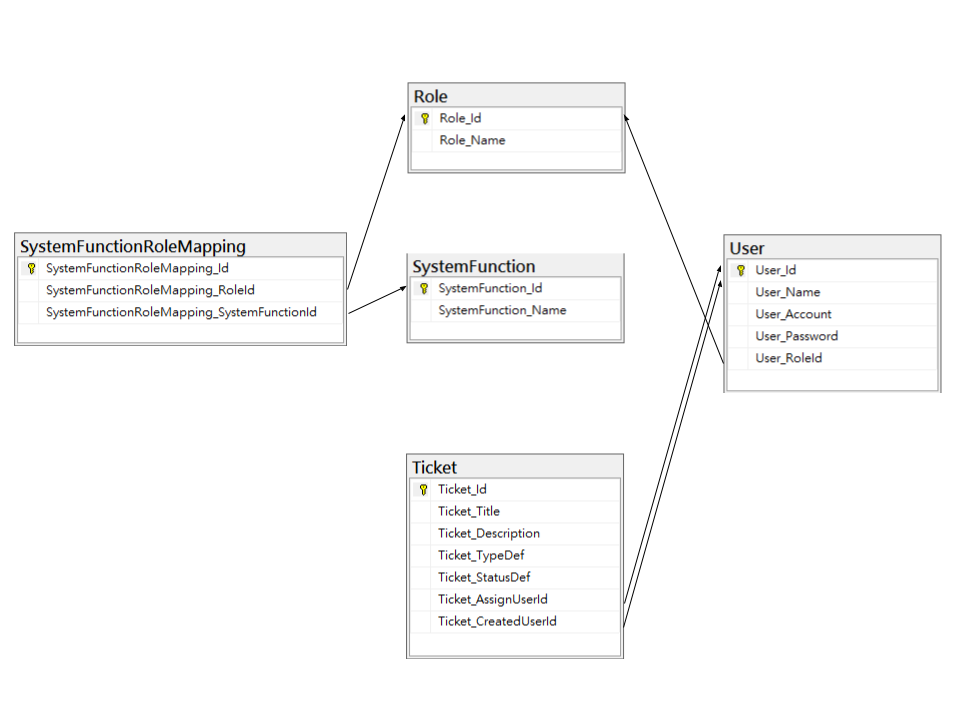 Role
Role_Id
Role_Name
SystemFunctionRoleMapping
SystemFunctionRoleMapping_Id
SystemFunctionRoleMapping_RoleId
SystemFunctionRoleMapping_SystemFunctionId
SystemFunction
SystemFunction_Id
SystemFunction_Name
User
User_Id
User_Name
User_Account
User_Password
User_RoleId
Ticket
Ticket_Id
Ticket_Title
Ticket_Description
Ticket_TypeDef
Ticket_StatusDef
Ticket_AssignUserId
Ticket_CreatedUserId